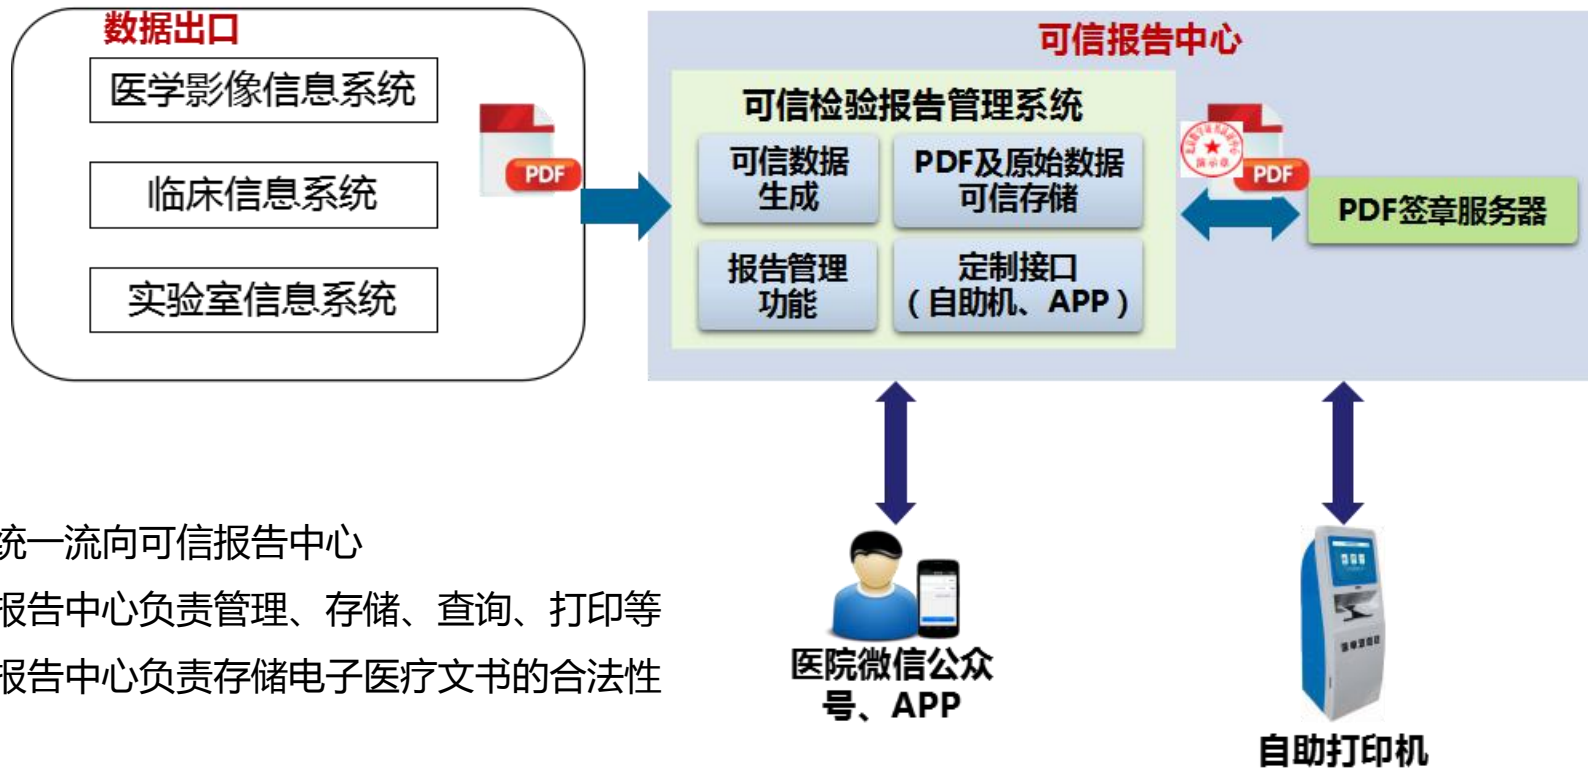 数据出口
医学影像信息系统
临床信息系统
实验室信息系统
PDF
可信报告中心
可信检验报告管理系统
可信数据
生成
PDF及原始数据
可信存储
报告管理
功能
定制接口
（自助机、APP）
演示章
PDF
PDF签章服务器
统一流向可信报告中心
报告中心负责管理、存储、查询、打印等
报告中心负责存储电子医疗文书的合法性
医院微信公众
号、APP
自助打印机